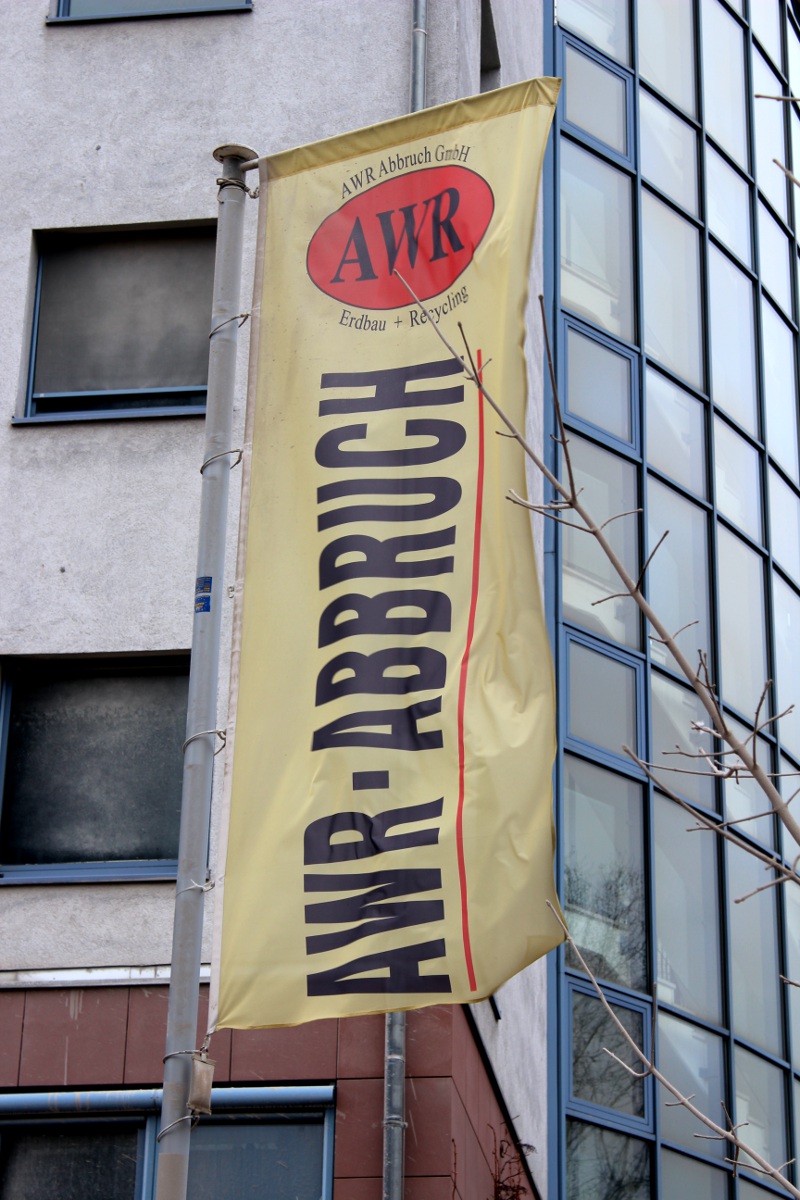 AWR Abbruch GmbH
AWR
Erdbau + Recycling
AWR-ABBRUCH